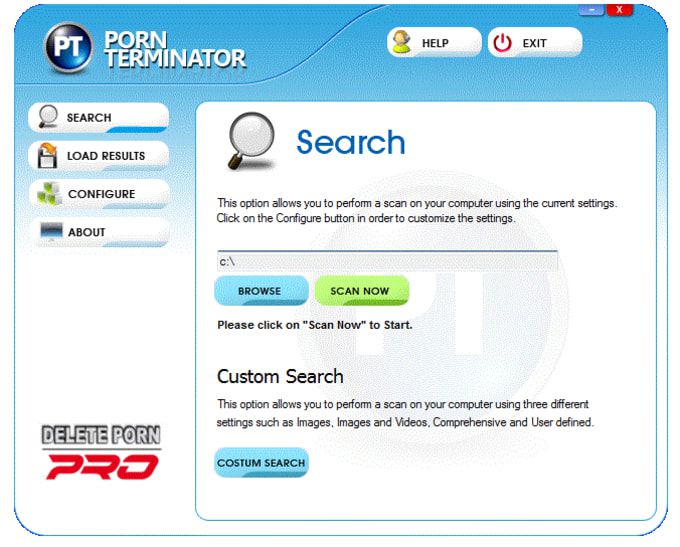 PT PORN
TERMINATOR
HELP
EXIT
- X
SEARCH
LOAD RESULTS
CONFIGURE
ABOUT
Search
This option allows you to perform a scan on your computer using the current settings.
Click on the Configure button in order to customize the settings.
c:\
BROWSE
SCAN NOW
Please click on "Scan Now" to Start.
PT
Custom Search
This option allows you to perform a scan on your computer using three different
settings such as Images, Images and Videos, Comprehensive and User defined.
COSTUM SEARCH
DELETE PORN
PRO